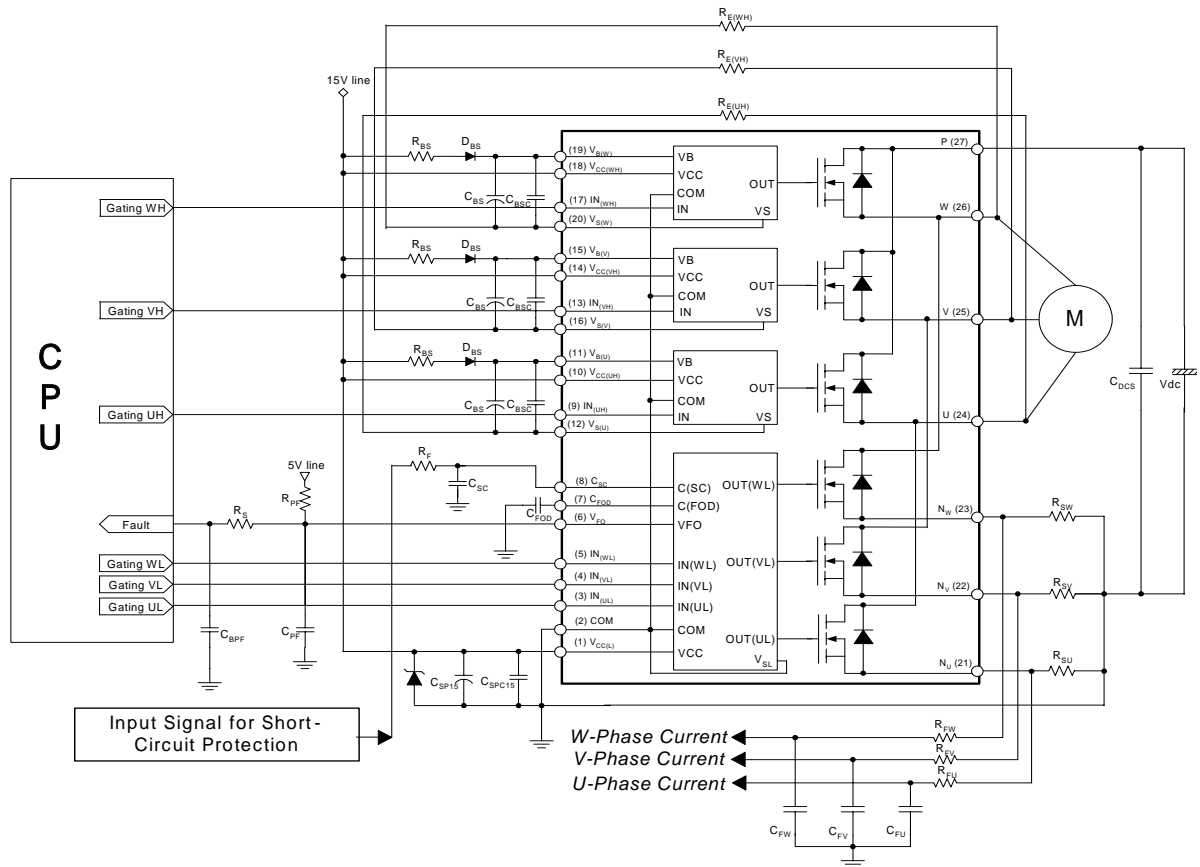 R_E(WH)
R_E(VH)
15V line
R_E(UH)
R_BS D_BS (19) V_B(W) VB P (27)
(18) V_CC(WH) VCC
COM OUT
Gating WH C_BS C_BSC (17) IN_(WH) IN
(20) V_S(W) VS W (26)
R_BS D_BS (15) V_B(V) VB
(14) V_CC(VH) VCC
COM OUT
Gating VH C_BS C_BSC (13) IN_(VH) IN
(16) V_S(V) VS V (25) M
CPU
R_BS D_BS (11) V_B(U) VB
(10) V_CC(UH) VCC OUT C_DCS Vdc
COM
Gating UH C_BS C_BSC (9) IN_(UH) IN
(12) V_S(U) VS U (24)
R_F
5V line C_SC (8) C_SC C(SC) OUT(WL)
R_PF (7) C_FOD C(FOD)
Fault R_S C_FOD (6) V_FO VFO N_W (23) R_SW
Gating WL (5) IN_(WL) IN(WL) OUT(VL)
Gating VL (4) IN_(VL) IN(VL) N_V (22) R_SV
Gating UL (3) IN_(UL) IN(UL)
C_BPF C_PF (2) COM COM OUT(UL)
(1) V_CC(L) VCC V_SL N_U (21) R_SU
C_SP15 C_SPC15
Input Signal for Short-
Circuit Protection
W-Phase Current R_FW
V-Phase Current R_FV
U-Phase Current R_FU
C_FW C_FV C_FU